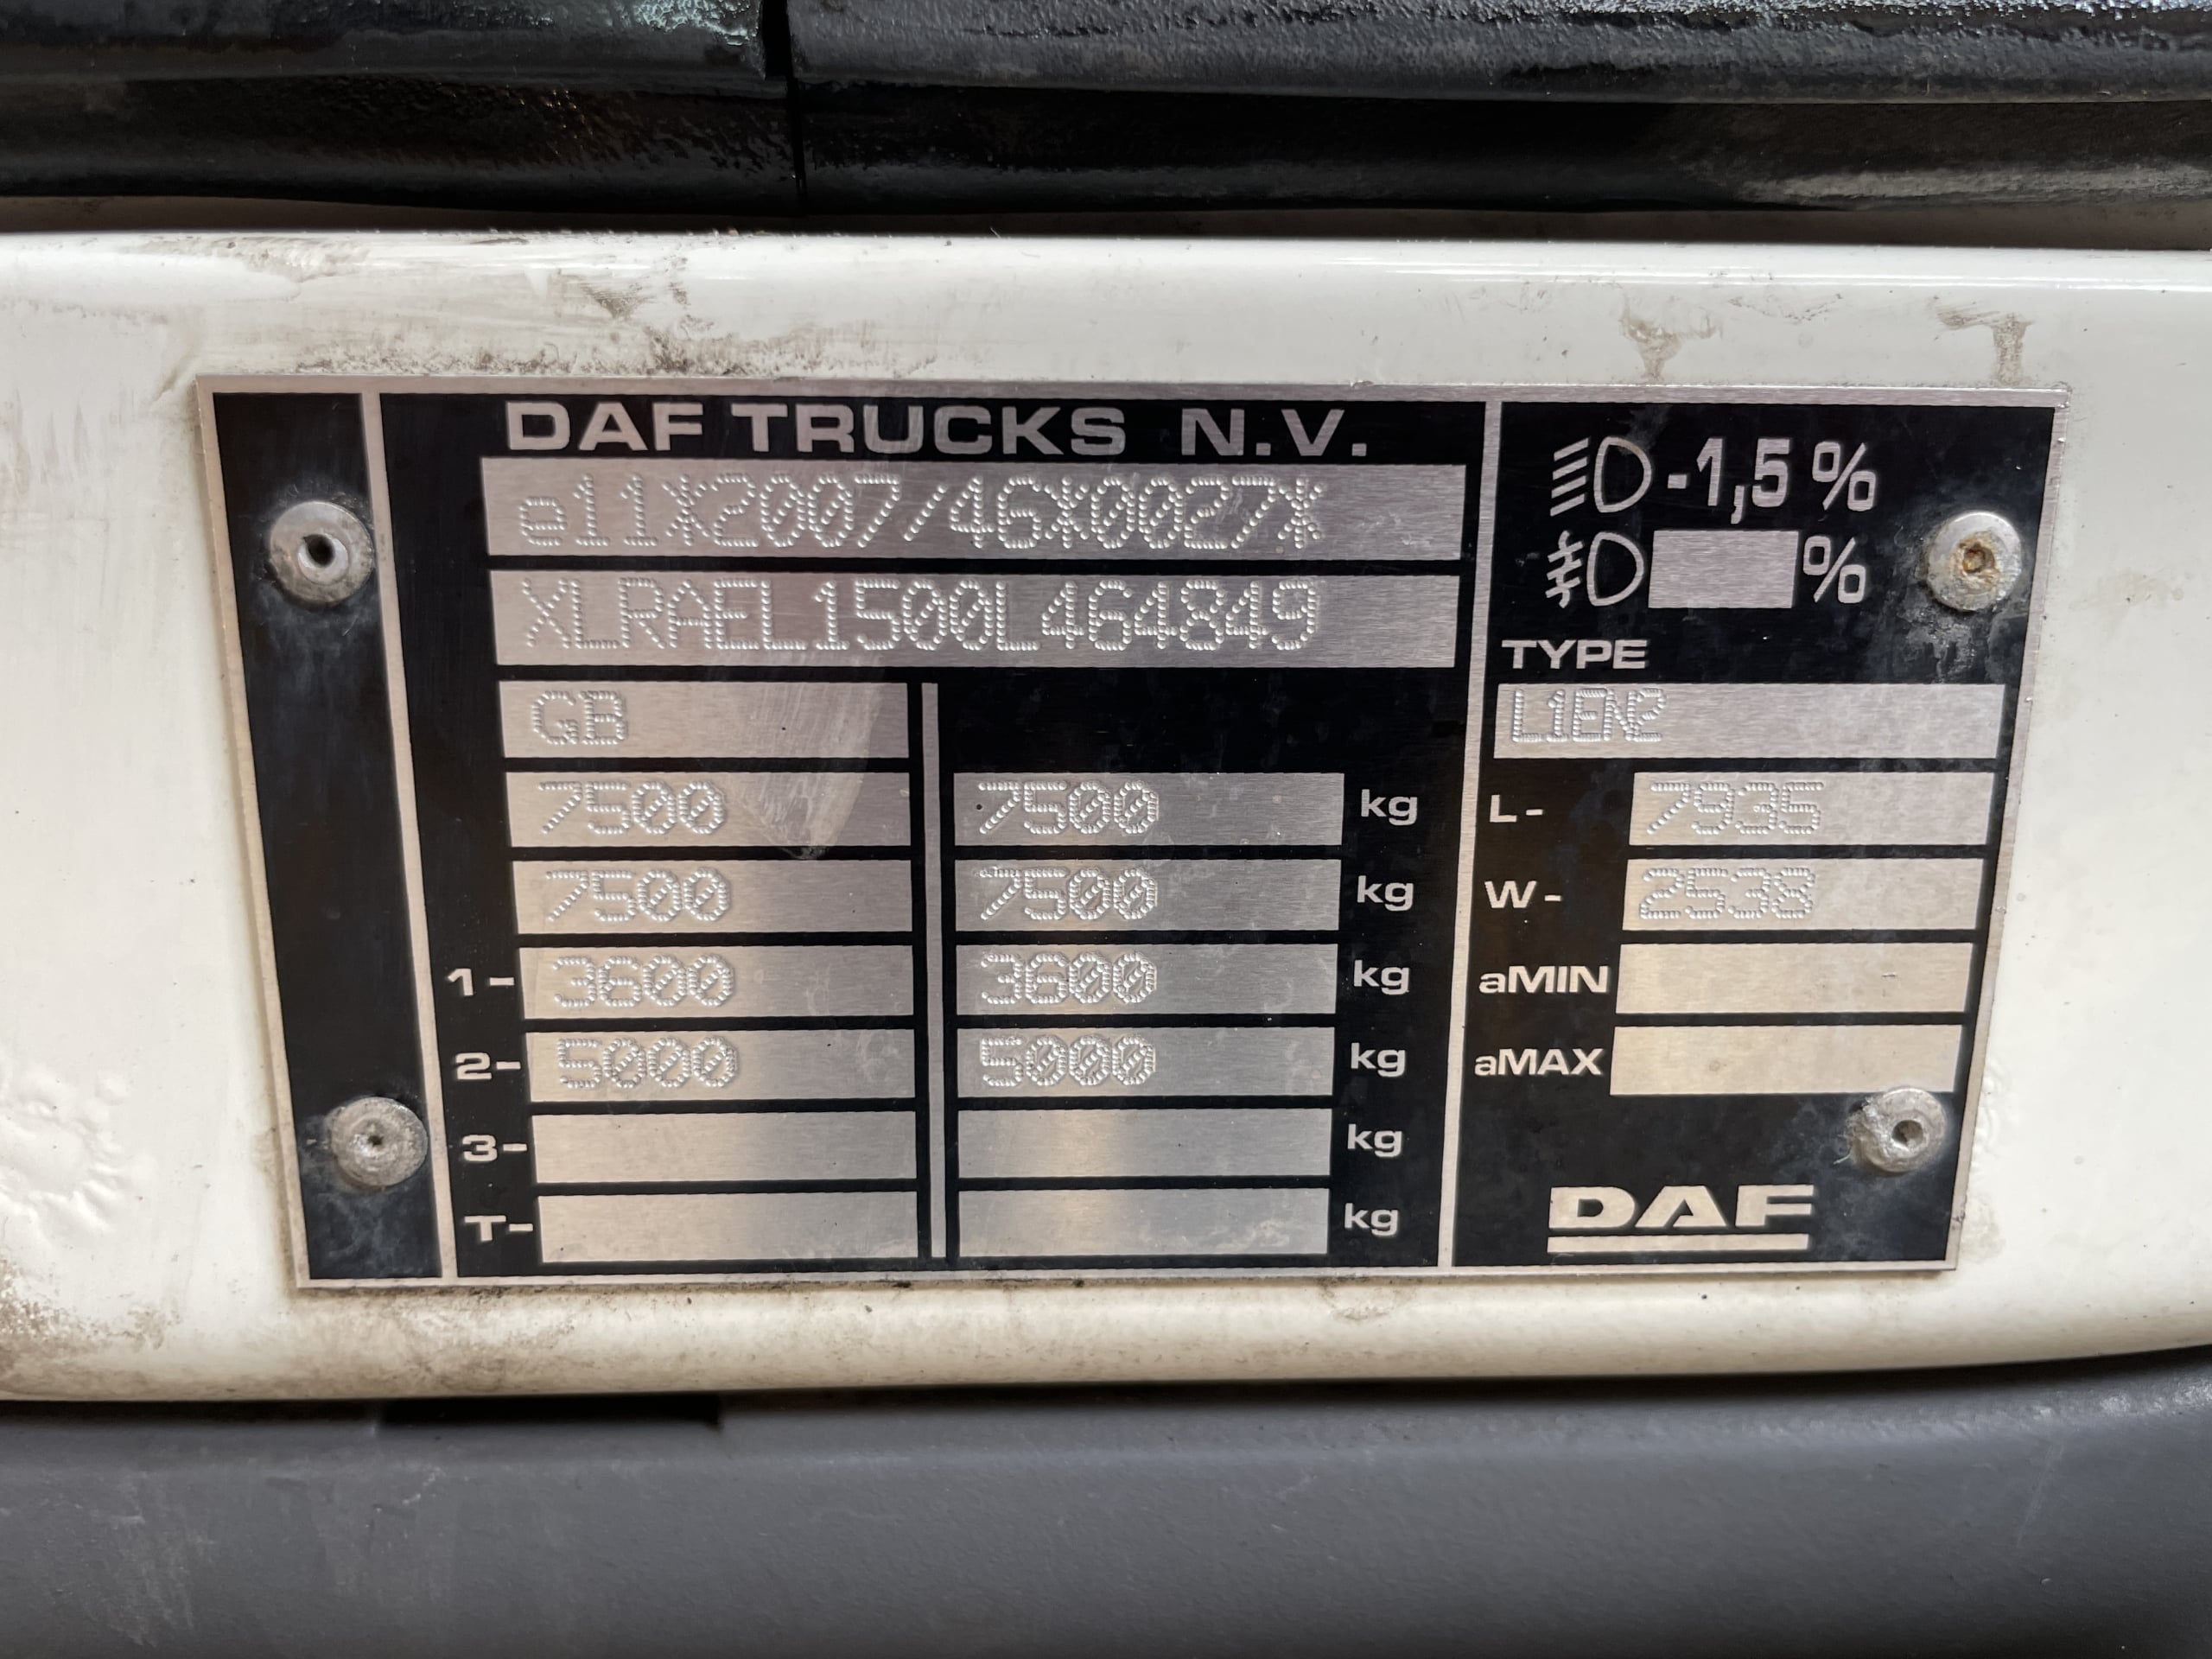 DAF TRUCKS N.V.
e11*2007/46*0027*
XLRAEL1500L464849
GB
7500 7500 kg
7500 7500 kg
1- 3600 3600 kg
2- 5000 5000 kg
3- kg
T- kg
-1,5 %
%
TYPE
L1EN2
L- 7935
W- 2538
aMIN
aMAX
DAF